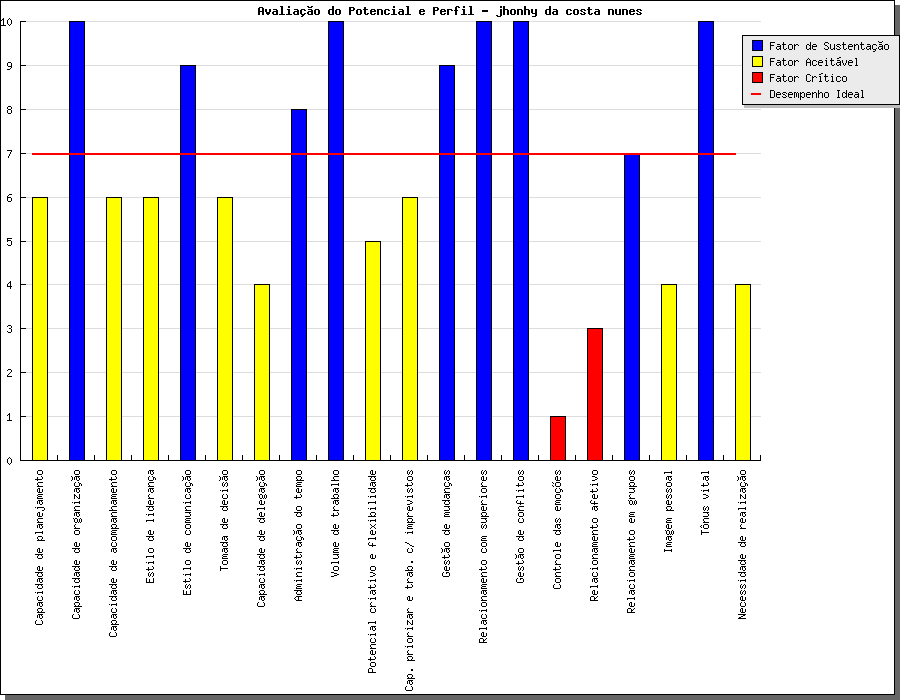 Avaliação do Potencial e Perfil - jhonhy da costa nunes
Fator de Sustentação
Fator Aceitável
Fator Crítico
Desempenho Ideal
10
9
8
7
6
5
4
3
2
1
0
Capacidade de planejamento
Capacidade de organização
Capacidade de acompanhamento
Estilo de liderança
Estilo de comunicação
Tomada de decisão
Capacidade de delegação
Administração do tempo
Volume de trabalho
Potencial criativo e flexibilidade
Cap. priorizar e trab. c/ imprevistos
Gestão de mudanças
Relacionamento com superiores
Gestão de conflitos
Controle das emoções
Relacionamento afetivo
Relacionamento em grupos
Imagem pessoal
Tônus vital
Necessidade de realização